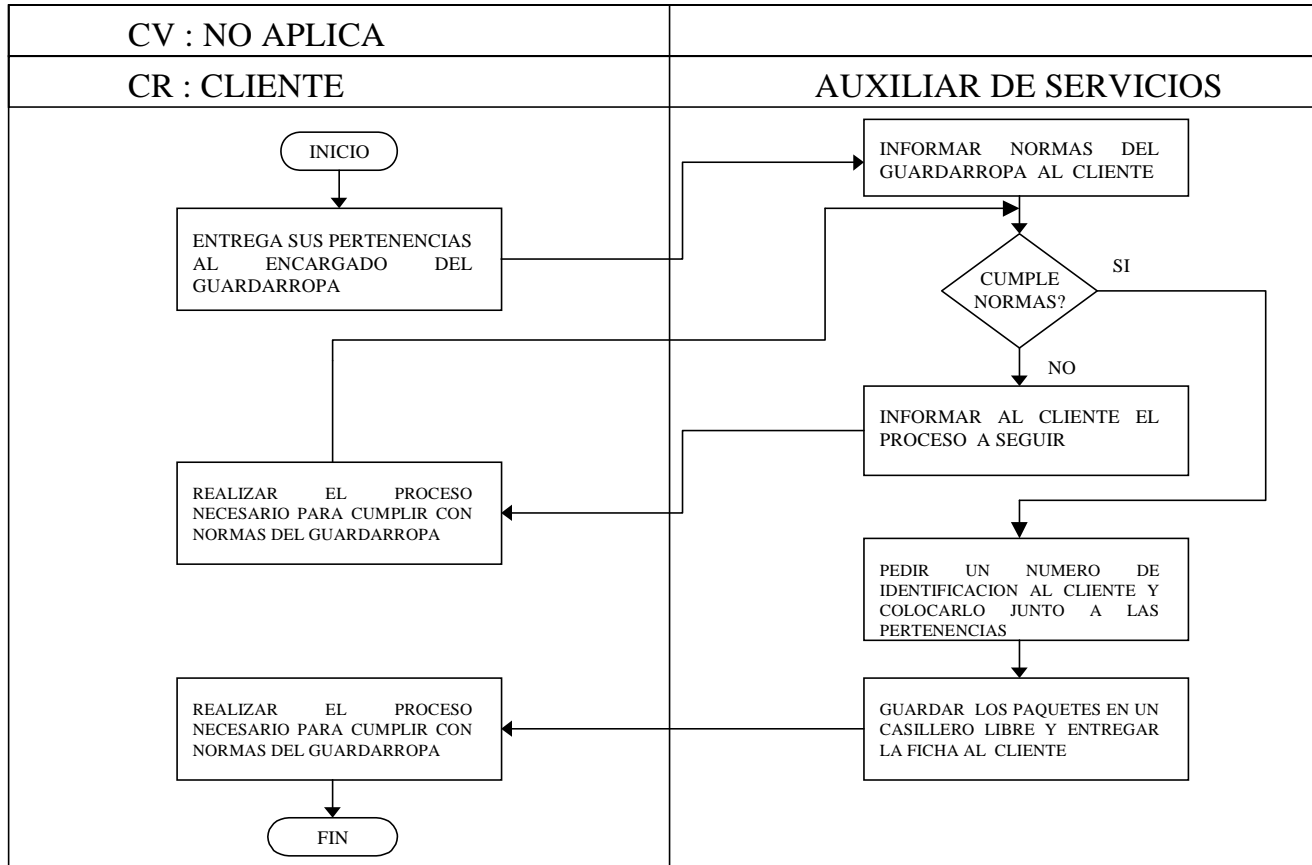 CV : NO APLICA
CR : CLIENTE
AUXILIAR DE SERVICIOS
INICIO
ENTREGA SUS PERTENENCIAS
AL ENCARGADO DEL
GUARDARROPA
INFORMAR NORMAS DEL
GUARDARROPA AL CLIENTE
CUMPLE
NORMAS?
SI
NO
INFORMAR AL CLIENTE EL
PROCESO A SEGUIR
REALIZAR EL PROCESO
NECESARIO PARA CUMPLIR CON
NORMAS DEL GUARDARROPA
PEDIR UN NUMERO DE
IDENTIFICACION AL CLIENTE Y
COLOCARLO JUNTO A LAS
PERTENENCIAS
GUARDAR LOS PAQUETES EN UN
CASILLERO LIBRE Y ENTREGAR
LA FICHA AL CLIENTE
REALIZAR EL PROCESO
NECESARIO PARA CUMPLIR CON
NORMAS DEL GUARDARROPA
FIN